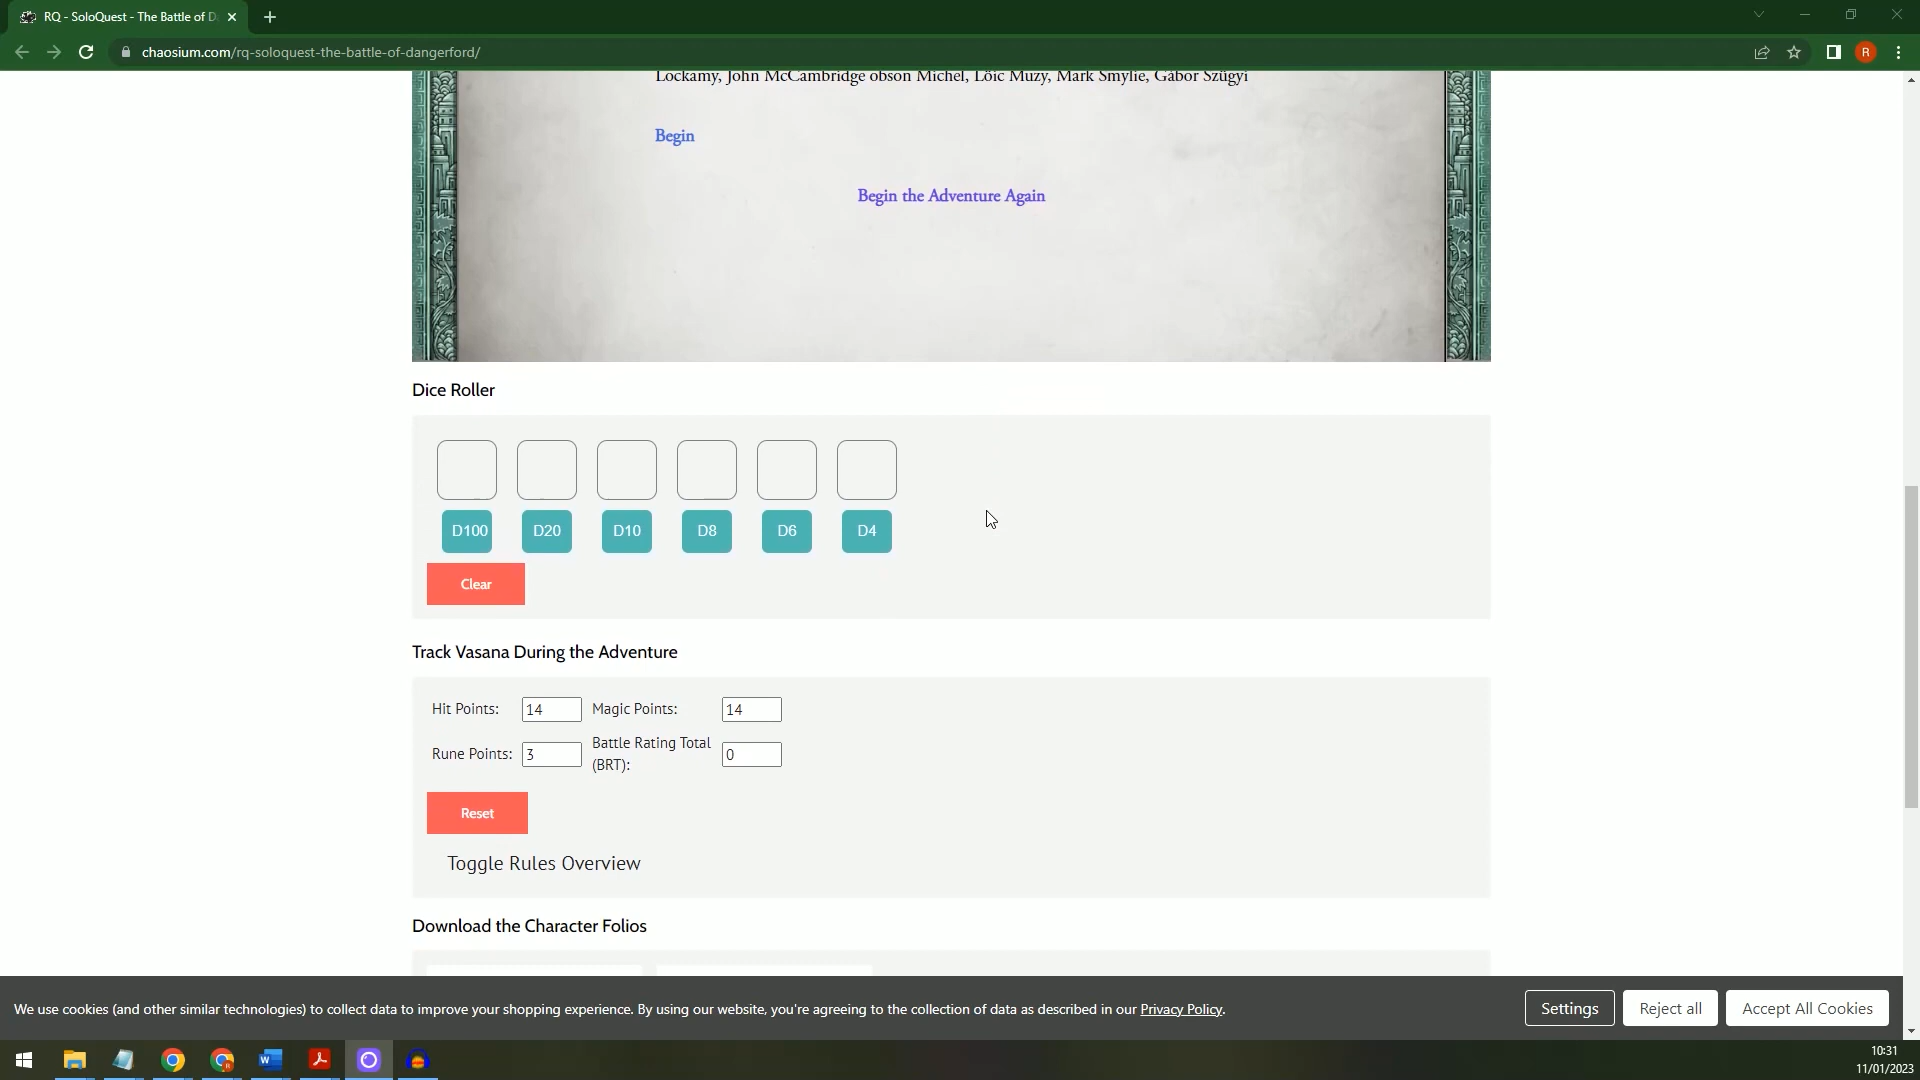 RQ - SoloQuest - The Battle of D
chaosium.com/rq-soloquest-the-battle-of-dangerford/
R
Lockamy, John McCambridge obson Michel, Löic Muzy, Mark Smylie, Gábor Szügyi
Begin
Begin the Adventure Again
Dice Roller
D100 D20 D10 D8 D6 D4
Clear
Track Vasana During the Adventure
Hit Points: 14 Magic Points: 14
Rune Points: 3 Battle Rating Total (BRT): 0
Reset
Toggle Rules Overview
Download the Character Folios
We use cookies (and other similar technologies) to collect data to improve your shopping experience. By using our website, you're agreeing to the collection of data as described in our Privacy Policy.
Settings Reject all Accept All Cookies
10:31
11/01/2023